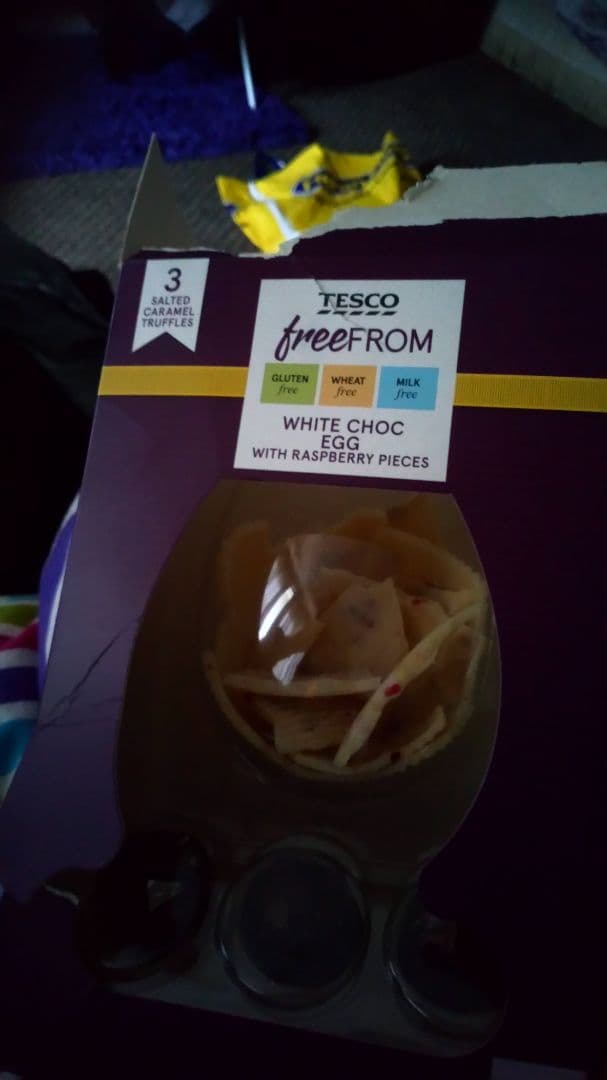 3
SALTED
CARAMEL
TRUFFLES
TESCO
freeFROM
GLUTEN
free
WHEAT
free
MILK
free
WHITE CHOC
EGG
WITH RASPBERRY PIECES